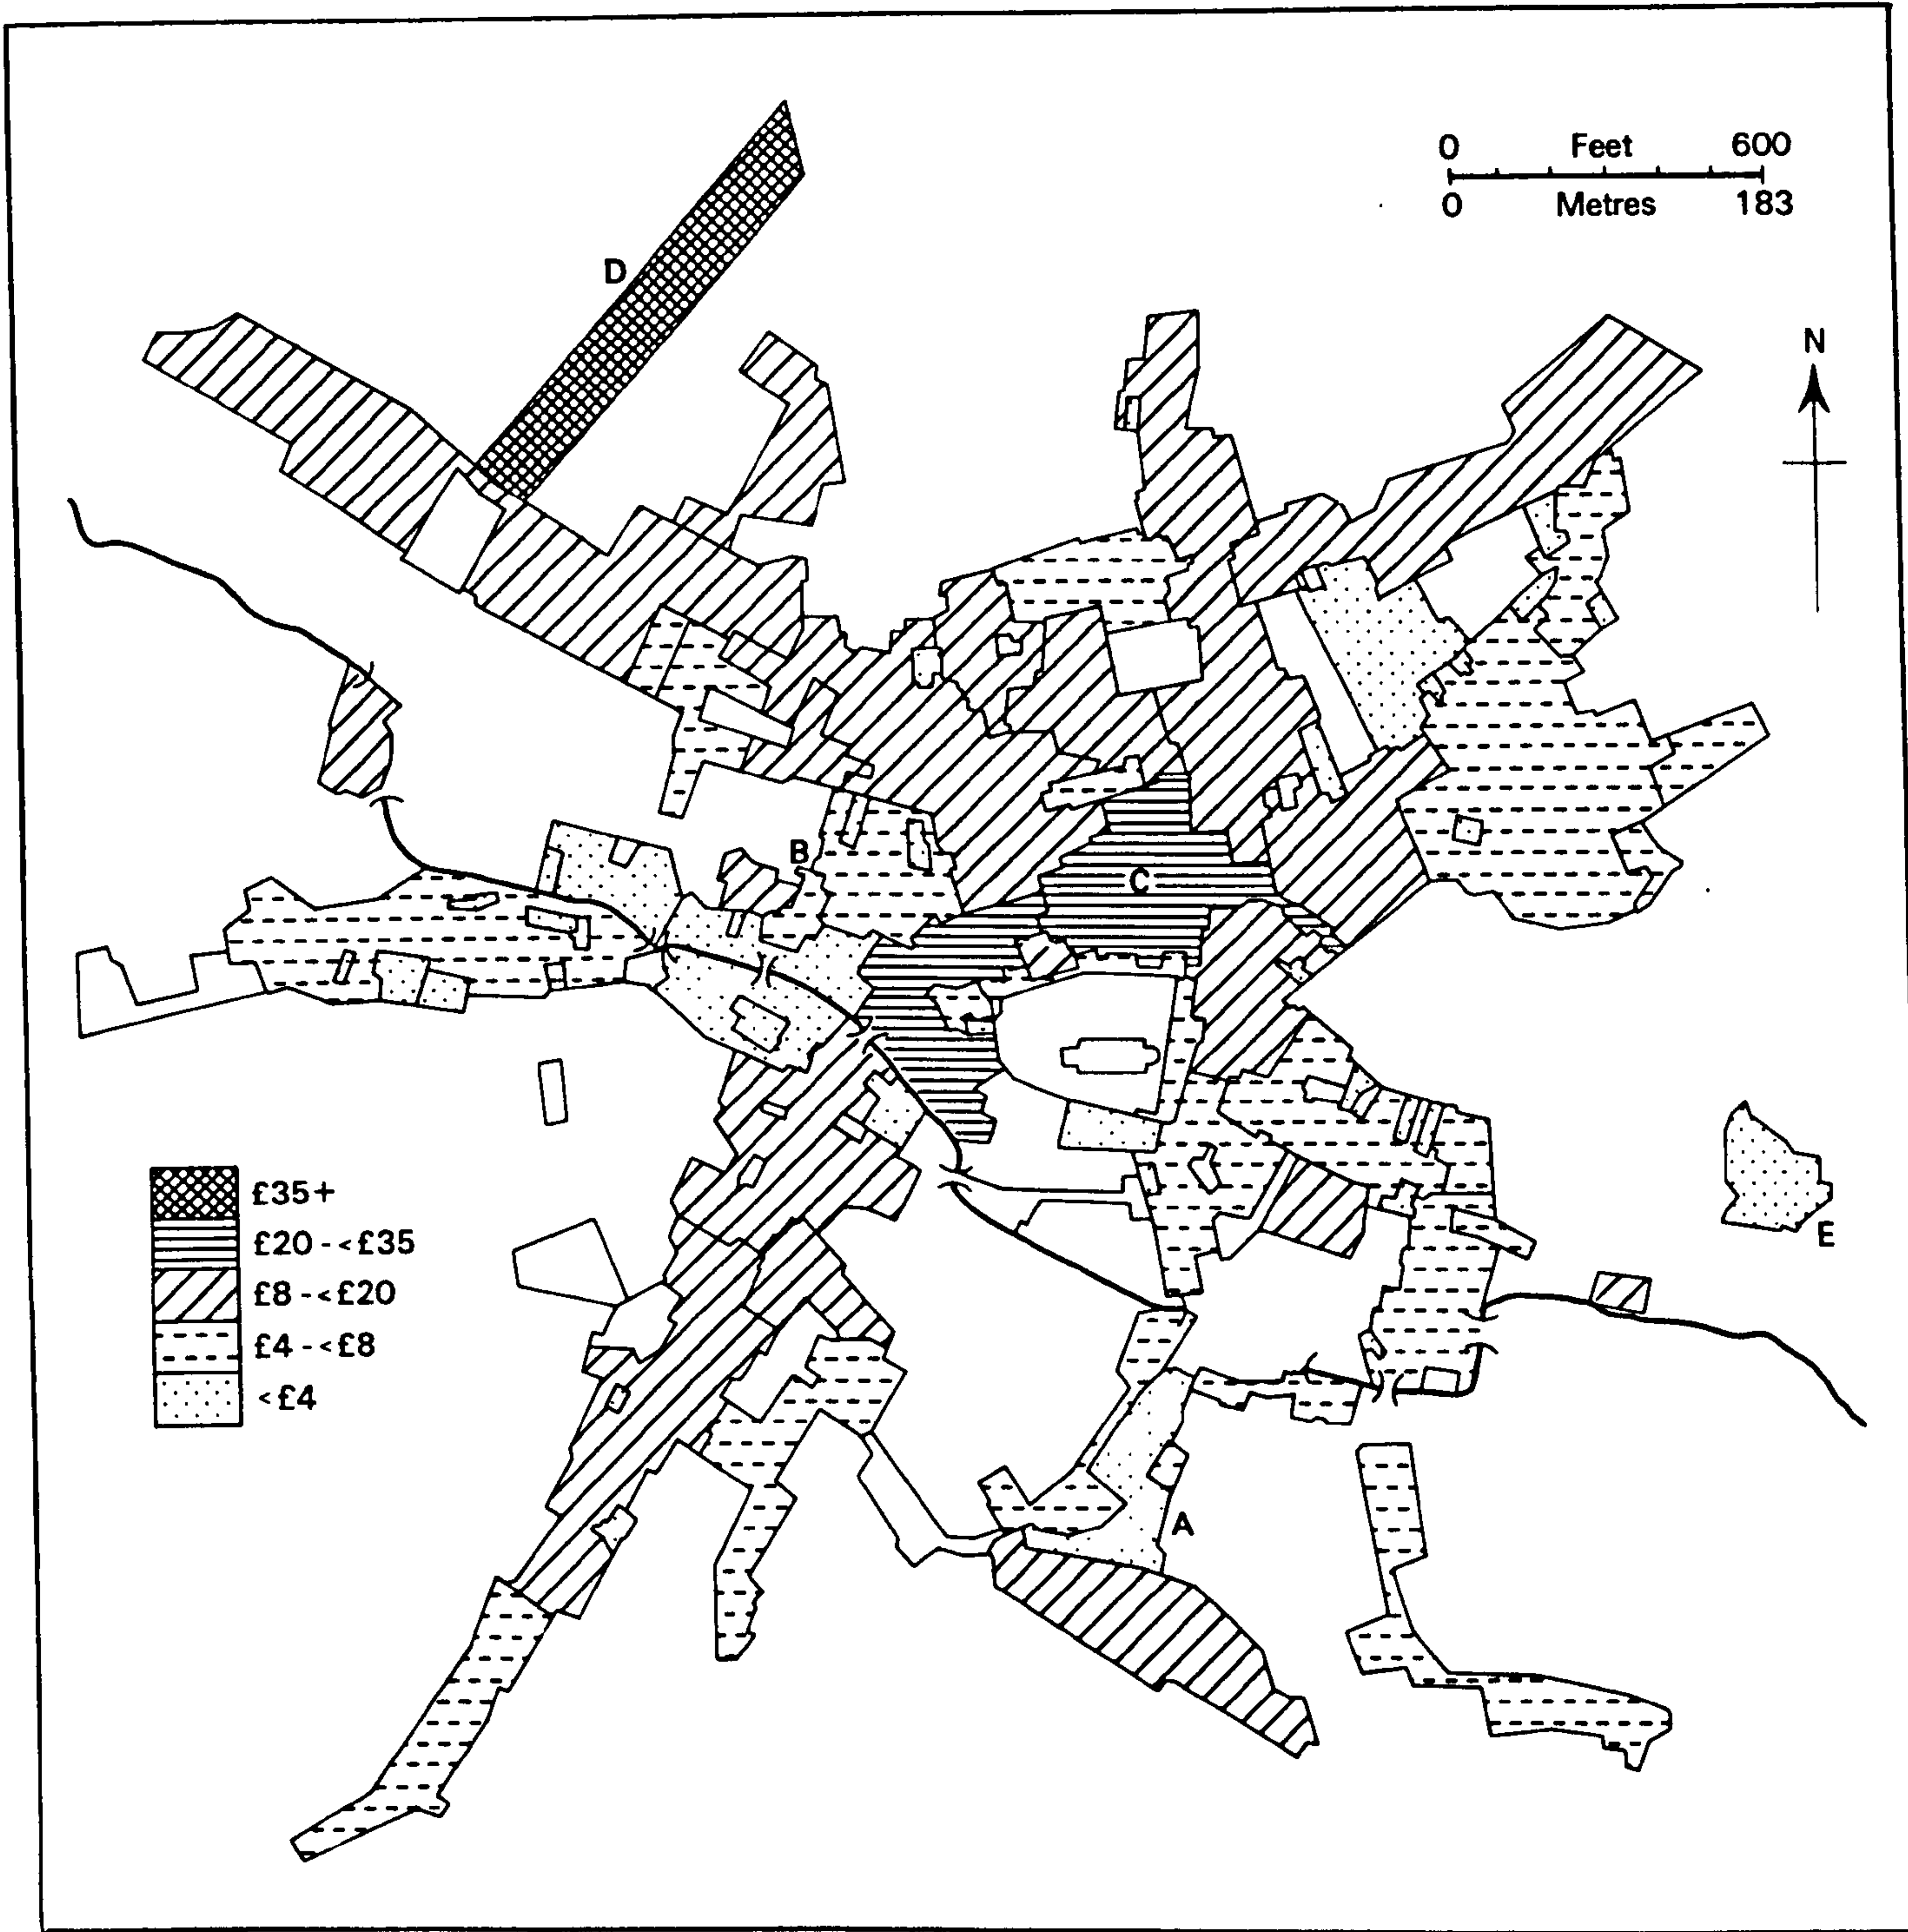 0 Feet 600
0 Metres 183
D
N
B
C
E
A
£35+
£20-<£35
£8-<£20
£4-<£8
<£4